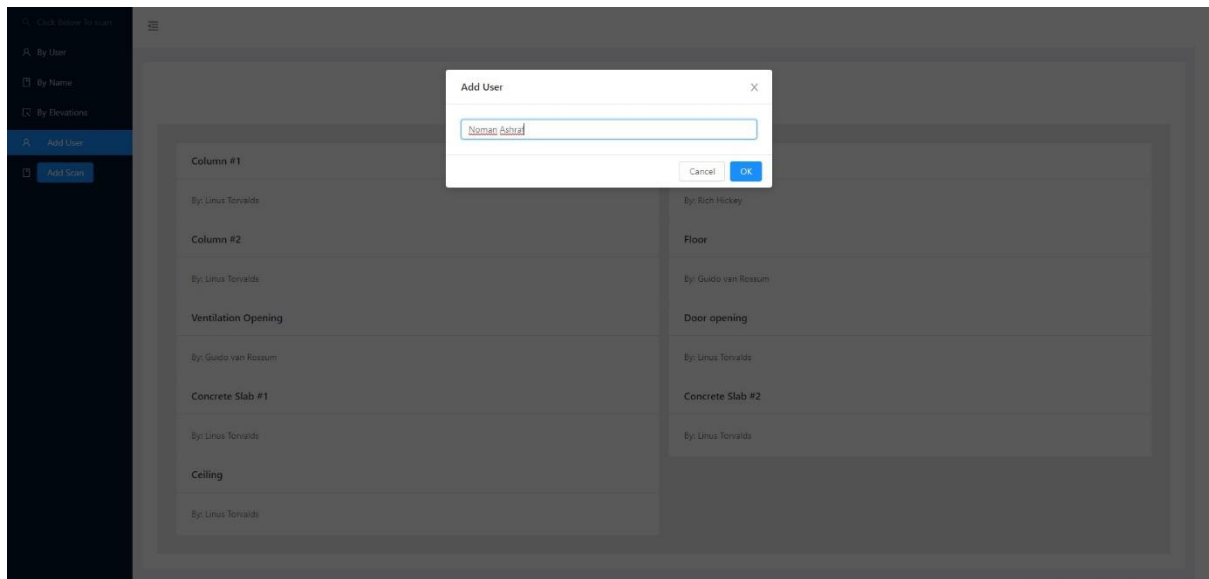 Click Below To scan
By User
By Name
By Elevations
Add User
Add Scan
Add User
Noman Ashraf
Cancel OK
Column #1
By: Linus Torvalds
By: Rich Hickey
Column #2
Floor
By: Linus Torvalds
By: Guido van Rossum
Ventilation Opening
Door opening
By: Guido van Rossum
By: Linus Torvalds
Concrete Slab #1
Concrete Slab #2
By: Linus Torvalds
By: Linus Torvalds
Ceiling
By: Linus Torvalds